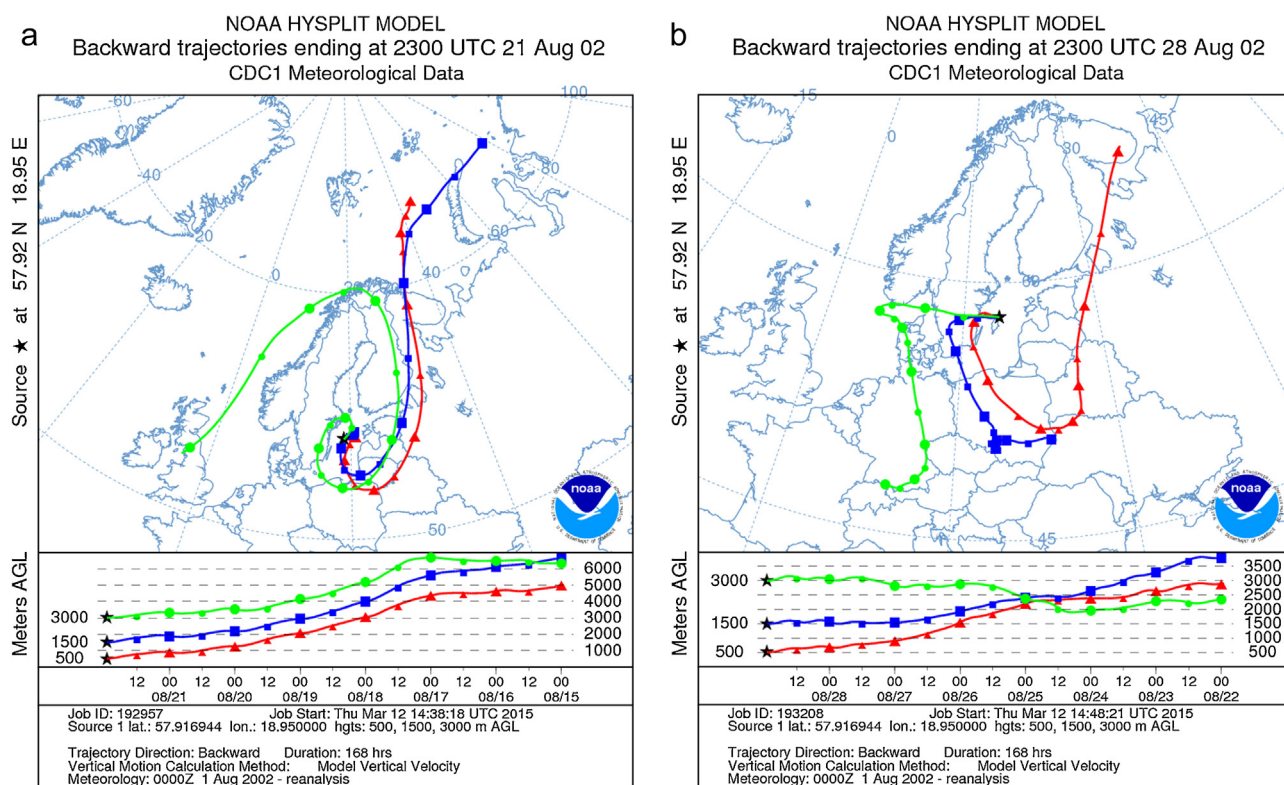 a
NOAA HYSPLIT MODEL
Backward trajectories ending at 2300 UTC 21 Aug 02
CDC1 Meteorological Data
Source ★ at 57.92 N 18.95 E
-60
-40
-20
0
20
40
60
80
100
0
50
noaa
Meters AGL
3000
1500
500
6000
5000
4000
3000
2000
1000
12 00 12 00 12 00 12 00 12 00 12 00 12 00
08/21 08/20 08/19 08/18 08/17 08/16 08/15
Job ID: 192957 Job Start: Thu Mar 12 14:38:18 UTC 2015
Source 1 lat.: 57.916944 lon.: 18.950000 hgts: 500, 1500, 3000 m AGL
Trajectory Direction: Backward Duration: 168 hrs
Vertical Motion Calculation Method: Model Vertical Velocity
Meteorology: 0000Z 1 Aug 2002 - reanalysis
b
NOAA HYSPLIT MODEL
Backward trajectories ending at 2300 UTC 28 Aug 02
CDC1 Meteorological Data
Source ★ at 57.92 N 18.95 E
-15
0
30
45
60
45
45
noaa
Meters AGL
3000
1500
500
3500
3000
2500
2000
1500
1000
500
12 00 12 00 12 00 12 00 12 00 12 00 12 00
08/28 08/27 08/26 08/25 08/24 08/23 08/22
Job ID: 193208 Job Start: Thu Mar 12 14:48:21 UTC 2015
Source 1 lat.: 57.916944 lon.: 18.950000 hgts: 500, 1500, 3000 m AGL
Trajectory Direction: Backward Duration: 168 hrs
Vertical Motion Calculation Method: Model Vertical Velocity
Meteorology: 0000Z 1 Aug 2002 - reanalysis